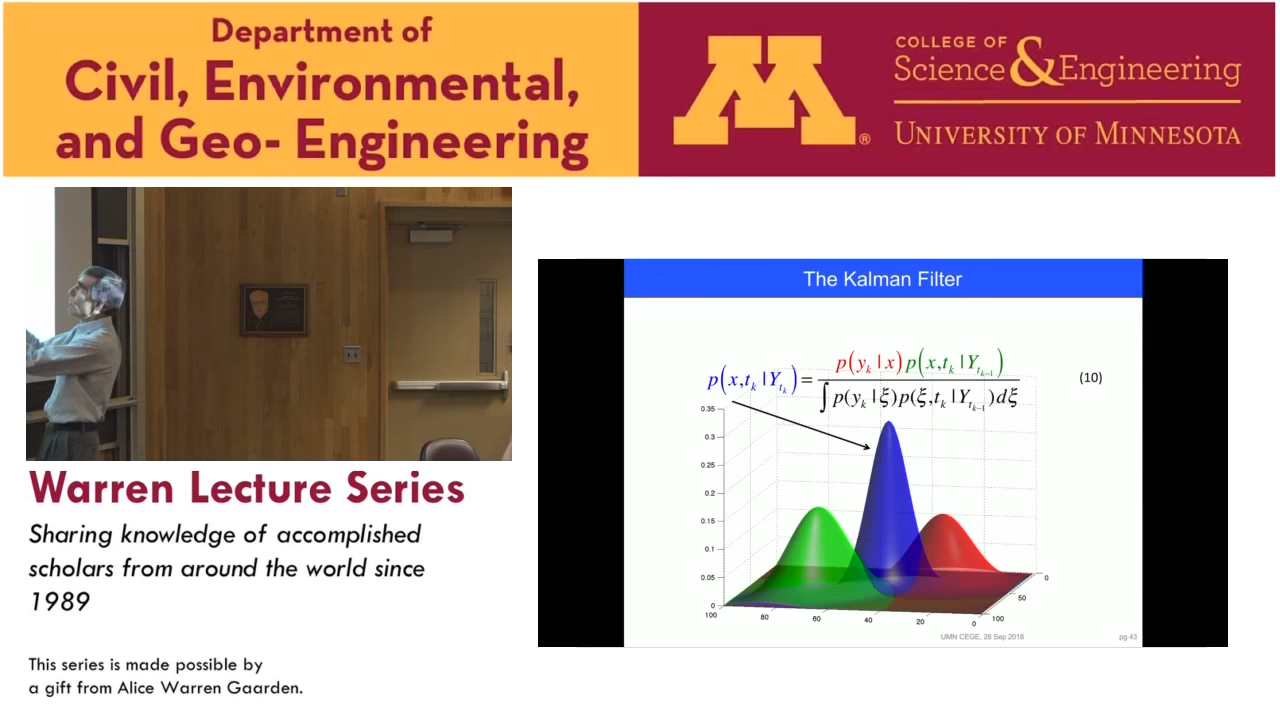 Department of
Civil, Environmental,
and Geo- Engineering
M®
COLLEGE OF
Science & Engineering
UNIVERSITY OF MINNESOTA
Warren Lecture Series
Sharing knowledge of accomplished
scholars from around the world since
1989
This series is made possible by
a gift from Alice Warren Gaarden.
The Kalman Filter
p(x,t_k | Y_{t_k}) = p(y_k | x) p(x,t_k | Y_{t_{k-1}}) / ∫ p(y_k | ξ) p(ξ,t_k | Y_{t_{k-1}}) dξ (10)
0.35
0.3
0.25
0.2
0.15
0.1
0.05
0
100 80 60 40 20 0
0
50
100
UMN CEGE, 28 Sep 2018 pg 43